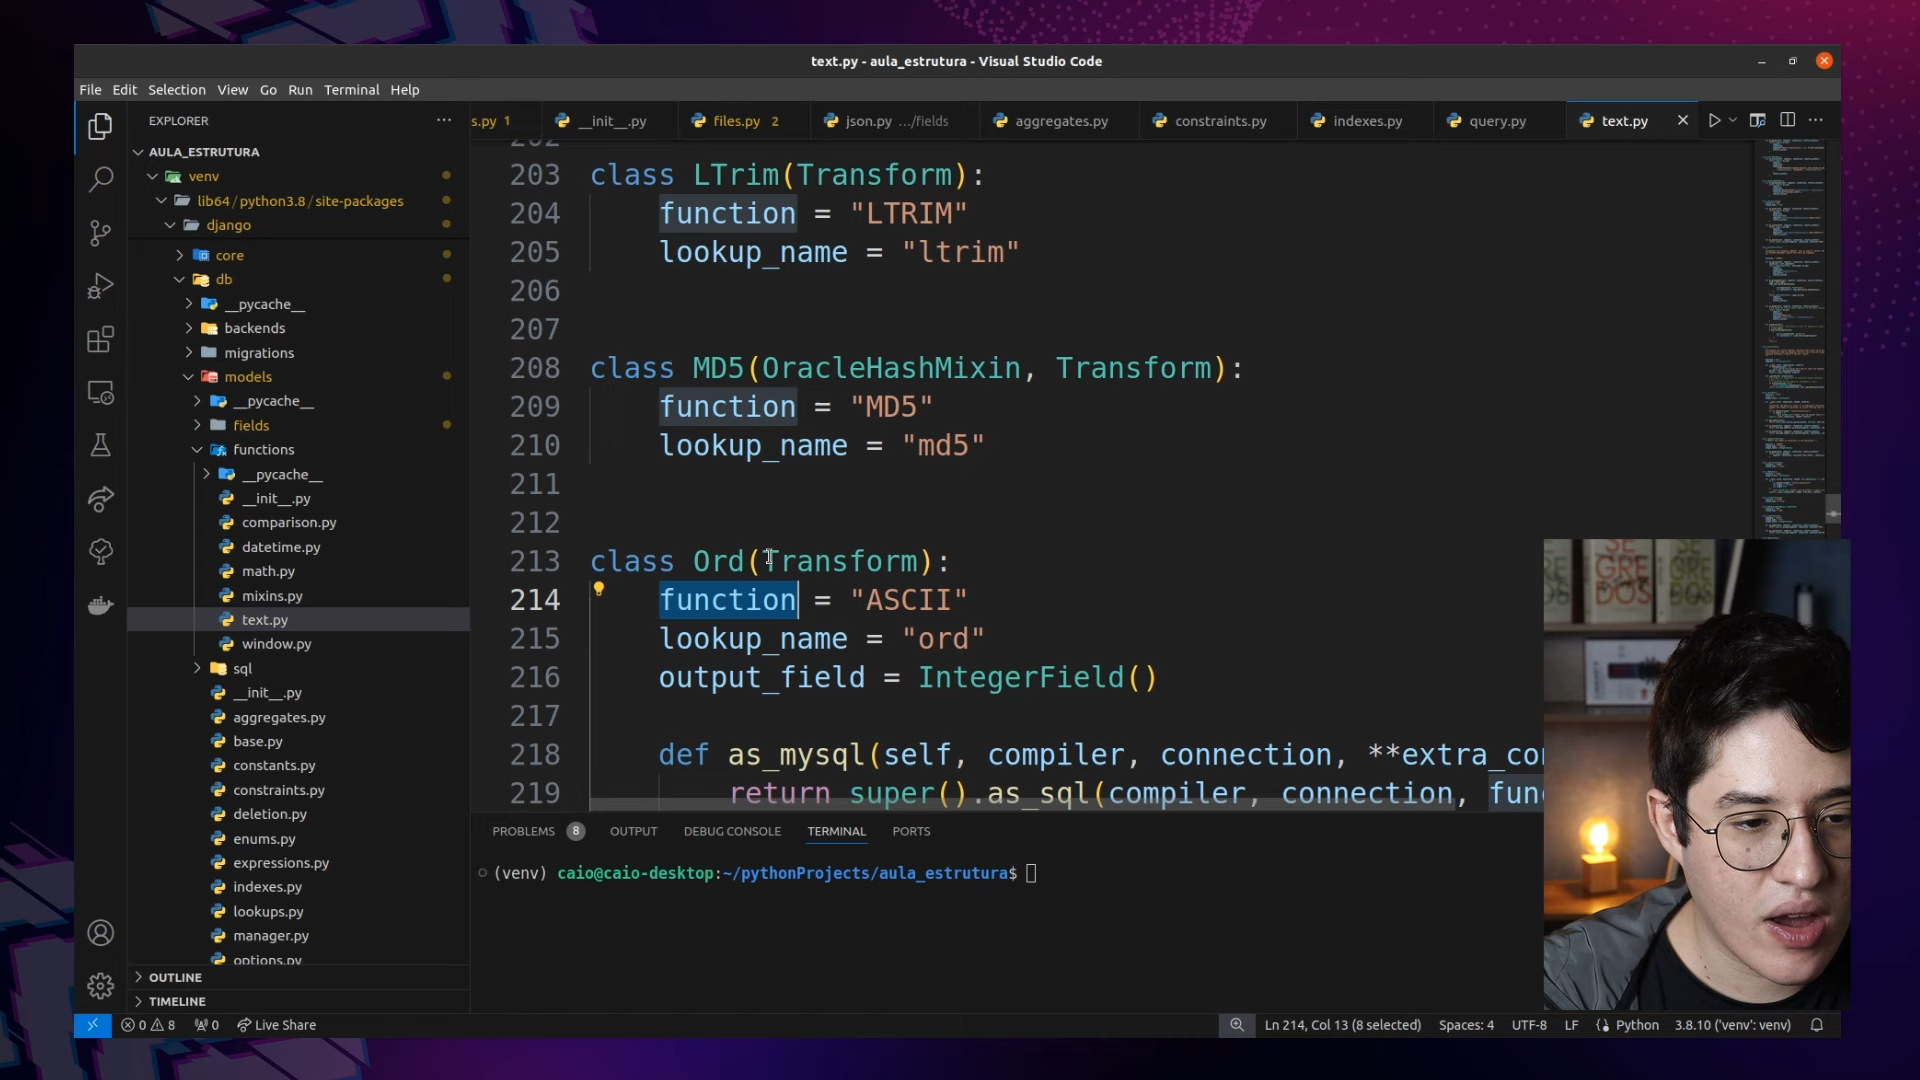 text.py - aula_estrutura - Visual Studio Code
File Edit Selection View Go Run Terminal Help
EXPLORER
s.py 1
__init__.py
files.py 2
json.py .../fields
aggregates.py
constraints.py
indexes.py
query.py
text.py
AULA_ESTRUTURA
venv
lib64/python3.8/site-packages
django
core
db
__pycache__
backends
migrations
models
__pycache__
fields
functions
__pycache__
__init__.py
comparison.py
datetime.py
math.py
mixins.py
text.py
window.py
sql
__init__.py
aggregates.py
base.py
constants.py
constraints.py
deletion.py
enums.py
expressions.py
indexes.py
lookups.py
manager.py
options.py
OUTLINE
TIMELINE
202
203 class LTrim(Transform):
204 function = "LTRIM"
205 lookup_name = "ltrim"
206
207
208 class MD5(OracleHashMixin, Transform):
209 function = "MD5"
210 lookup_name = "md5"
211
212
213 class Ord(Transform):
214 function = "ASCII"
215 lookup_name = "ord"
216 output_field = IntegerField()
217
218 def as_mysql(self, compiler, connection, **extra_co
219 return super().as_sql(compiler, connection, fun
PROBLEMS 8 OUTPUT DEBUG CONSOLE TERMINAL PORTS
(venv) caio@caio-desktop:~/pythonProjects/aula_estrutura$
SEGRE
GRE
DOS
0 8 0 Live Share
Ln 214, Col 13 (8 selected) Spaces: 4 UTF-8 LF Python 3.8.10 ('venv': venv)